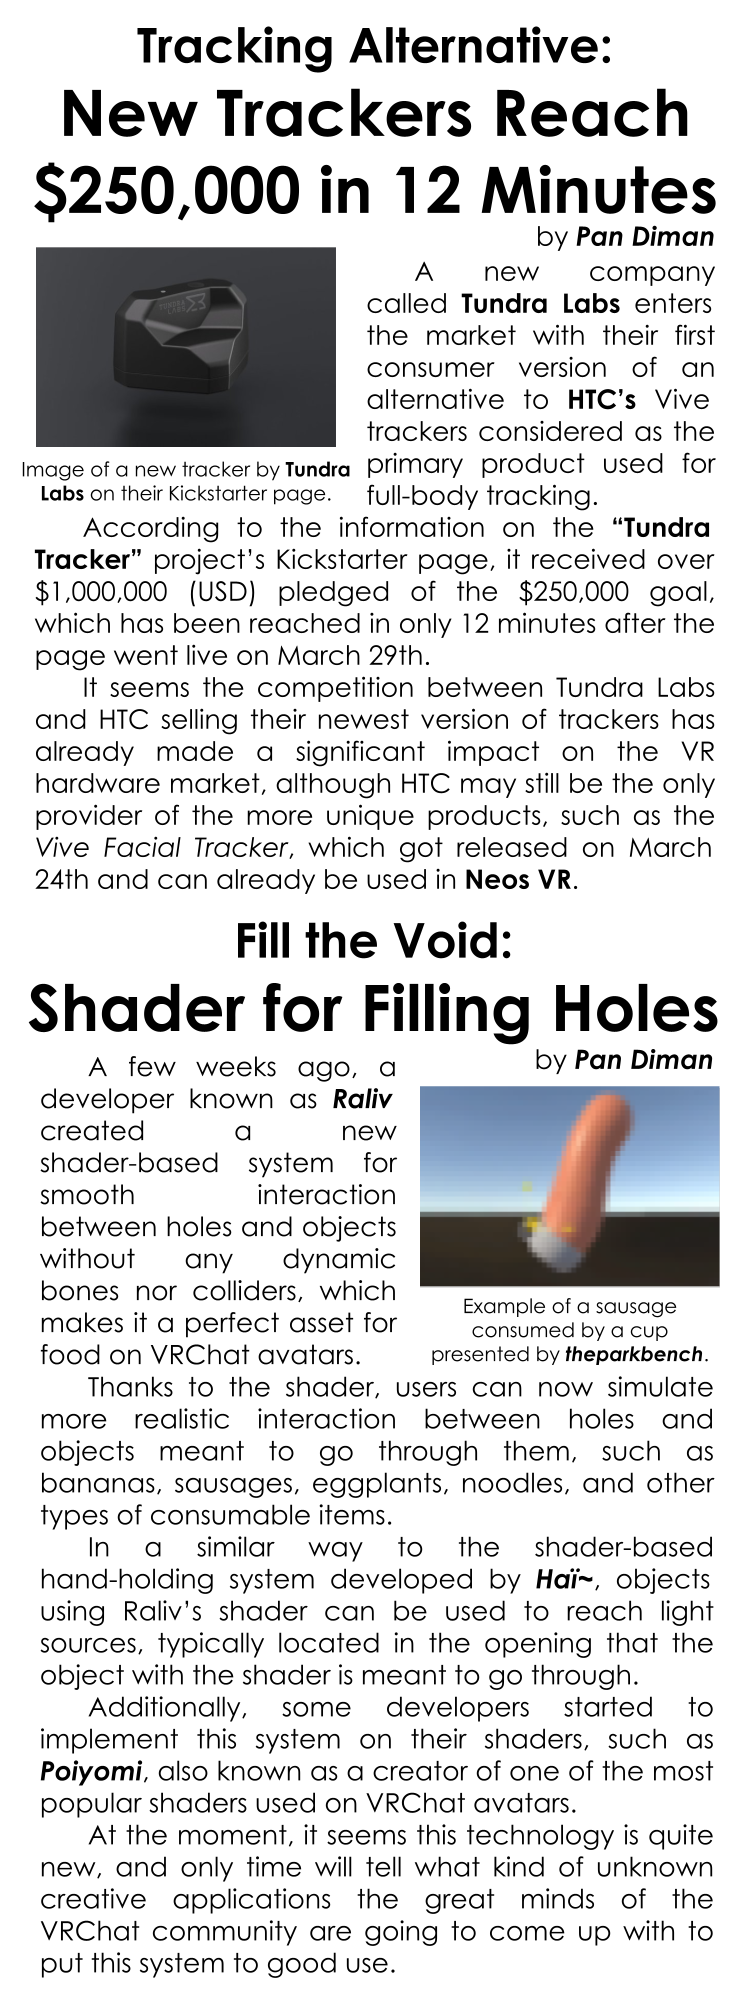 Tracking Alternative:
New Trackers Reach
$250,000 in 12 Minutes
by Pan Diman
TUNDRA
LABS
Image of a new tracker by Tundra
Labs on their Kickstarter page.
A new company
called Tundra Labs enters
the market with their first
consumer version of an
alternative to HTC’s Vive
trackers considered as the
primary product used for
full-body tracking.
According to the information on the “Tundra
Tracker” project’s Kickstarter page, it received over
$1,000,000 (USD) pledged of the $250,000 goal,
which has been reached in only 12 minutes after the
page went live on March 29th.
It seems the competition between Tundra Labs
and HTC selling their newest version of trackers has
already made a significant impact on the VR
hardware market, although HTC may still be the only
provider of the more unique products, such as the
Vive Facial Tracker, which got released on March
24th and can already be used in Neos VR.
Fill the Void:
Shader for Filling Holes
by Pan Diman
A few weeks ago, a
developer known as Raliv
created a new
shader-based system for
smooth interaction
between holes and objects
without any dynamic
bones nor colliders, which
makes it a perfect asset for
food on VRChat avatars.
Example of a sausage
consumed by a cup
presented by theparkbench.
Thanks to the shader, users can now simulate
more realistic interaction between holes and
objects meant to go through them, such as
bananas, sausages, eggplants, noodles, and other
types of consumable items.
In a similar way to the shader-based
hand-holding system developed by Haï~, objects
using Raliv’s shader can be used to reach light
sources, typically located in the opening that the
object with the shader is meant to go through.
Additionally, some developers started to
implement this system on their shaders, such as
Poiyomi, also known as a creator of one of the most
popular shaders used on VRChat avatars.
At the moment, it seems this technology is quite
new, and only time will tell what kind of unknown
creative applications the great minds of the
VRChat community are going to come up with to
put this system to good use.